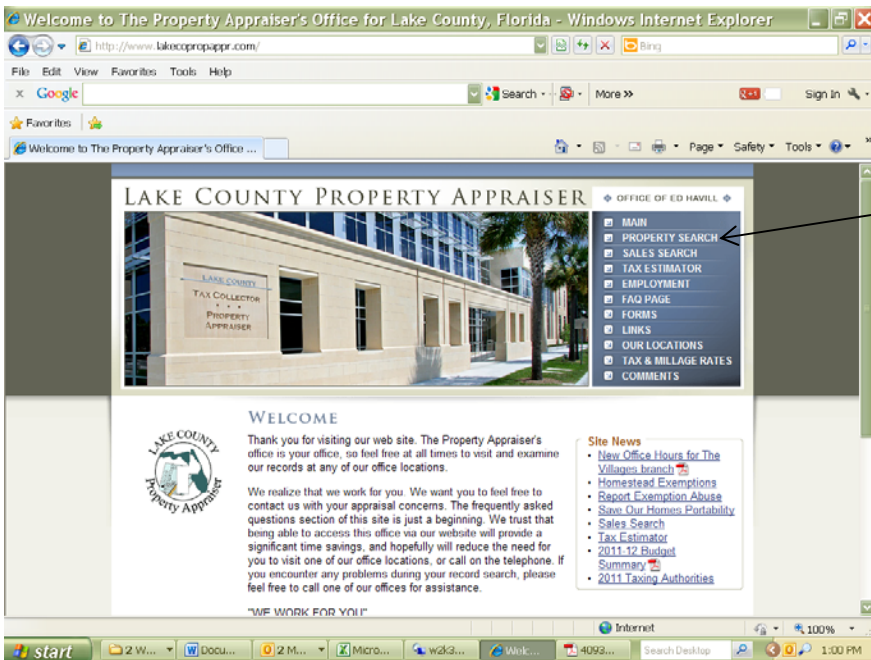 Welcome to The Property Appraiser's Office for Lake County, Florida - Windows Internet Explorer
http://www.lakecopropappr.com/
Bing
File Edit View Favorites Tools Help
x Google
Search
More »
+1
Sign In
Favorites
Welcome to The Property Appraiser's Office ...
Page Safety Tools »
LAKE COUNTY PROPERTY APPRAISER
OFFICE OF ED HAVILL
MAIN
PROPERTY SEARCH
SALES SEARCH
TAX ESTIMATOR
EMPLOYMENT
FAQ PAGE
FORMS
LINKS
OUR LOCATIONS
TAX & MILLAGE RATES
COMMENTS
LAKE COUNTY
TAX COLLECTOR
PROPERTY
APPRAISER
WELCOME
LAKE COUNTY
Property Appraiser
Thank you for visiting our web site. The Property Appraiser's
office is your office, so feel free at all times to visit and examine
our records at any of our office locations.
We realize that we work for you. We want you to feel free to
contact us with your appraisal concerns. The frequently asked
questions section of this site is just a beginning. We trust that
being able to access this office via our website will provide a
significant time savings, and hopefully will reduce the need for
you to visit one of our office locations, or call on the telephone. If
you encounter any problems during your record search, please
feel free to call one of our offices for assistance.
"WE WORK FOR YOU"
Site News
New Office Hours for The
Villages branch
Homestead Exemptions
Report Exemption Abuse
Save Our Homes Portability
Sales Search
Tax Estimator
2011-12 Budget
Summary
2011 Taxing Authorities
Internet
100%
start
2 W...
Docu...
2 M...
Micro...
w2k3...
Welc...
4093...
Search Desktop
1:00 PM